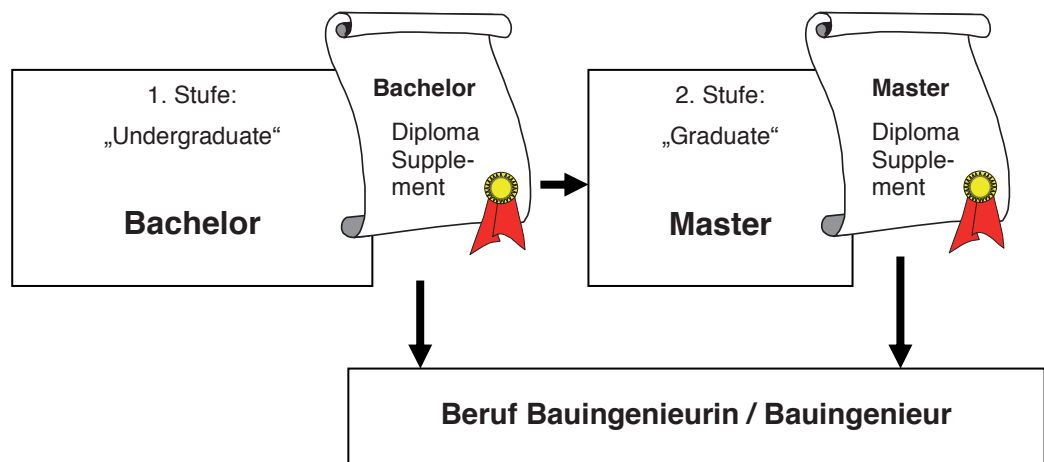 1. Stufe:
„Undergraduate“
Bachelor
Bachelor
Diploma
Supple-
ment
2. Stufe:
„Graduate“
Master
Master
Diploma
Supple-
ment
Beruf Bauingenieurin / Bauingenieur